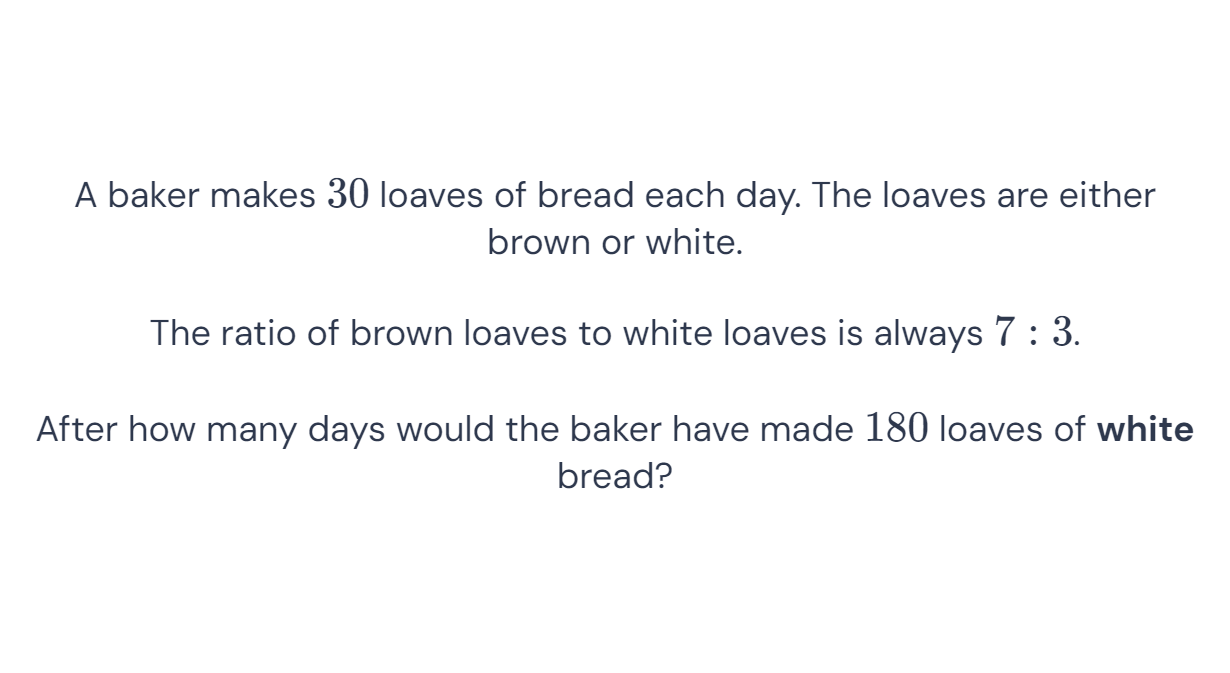 A baker makes 30 loaves of bread each day. The loaves are either
brown or white.
The ratio of brown loaves to white loaves is always 7 : 3.
After how many days would the baker have made 180 loaves of white
bread?